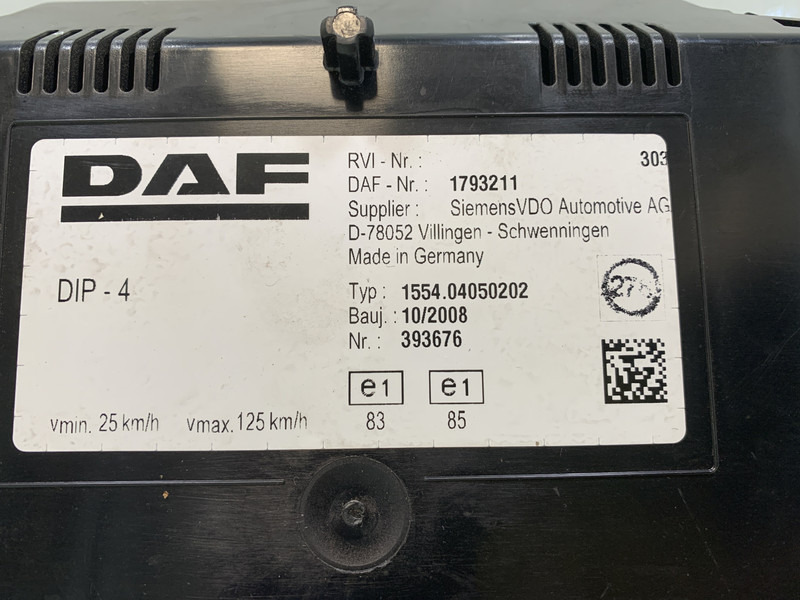 DAF
DIP - 4
vmin. 25 km/h vmax. 125 km/h
RVI - Nr. : 303
DAF - Nr. : 1793211
Supplier : SiemensVDO Automotive AG
D-78052 Villingen - Schwenningen
Made in Germany
Typ : 1554.04050202
Bauj. : 10/2008
Nr. : 393676
e1 e1
83 85